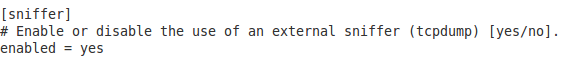 [sniffer]
# Enable or disable the use of an external sniffer (tcpdump) [yes/no].
enabled = yes